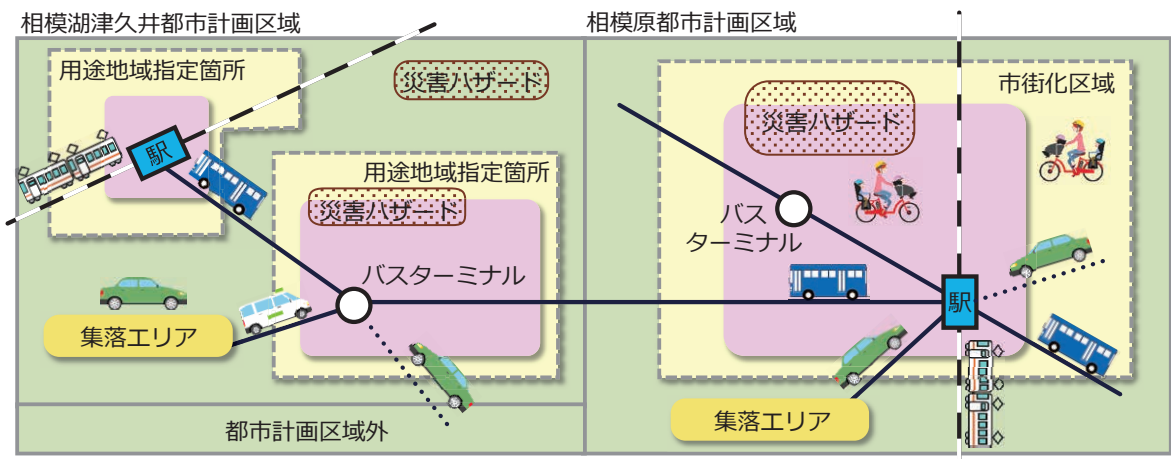 相模湖津久井都市計画区域
用途地域指定箇所
災害ハザード
駅
用途地域指定箇所
災害ハザード
バスターミナル
集落エリア
都市計画区域外
相模原都市計画区域
市街化区域
災害ハザード
バス
ターミナル
駅
集落エリア